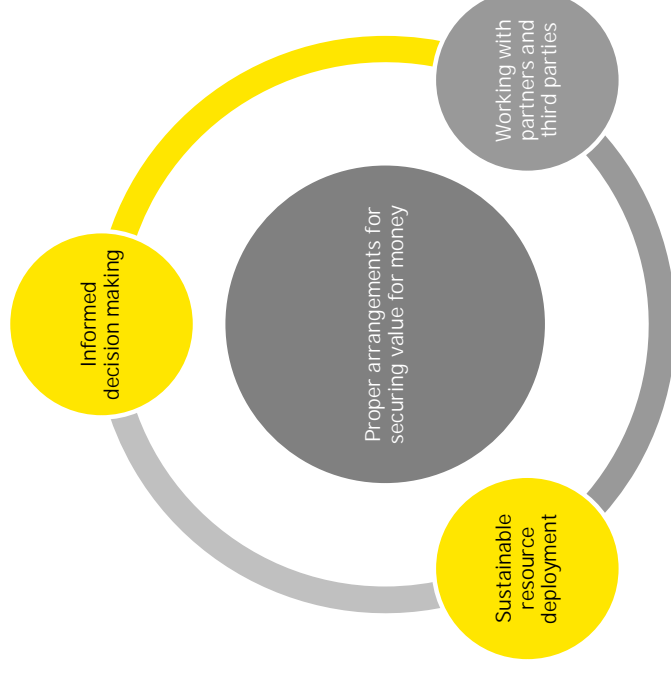 Informed
decision making
Proper arrangements for
securing value for money
Working with
partners and
third parties
Sustainable
resource
deployment